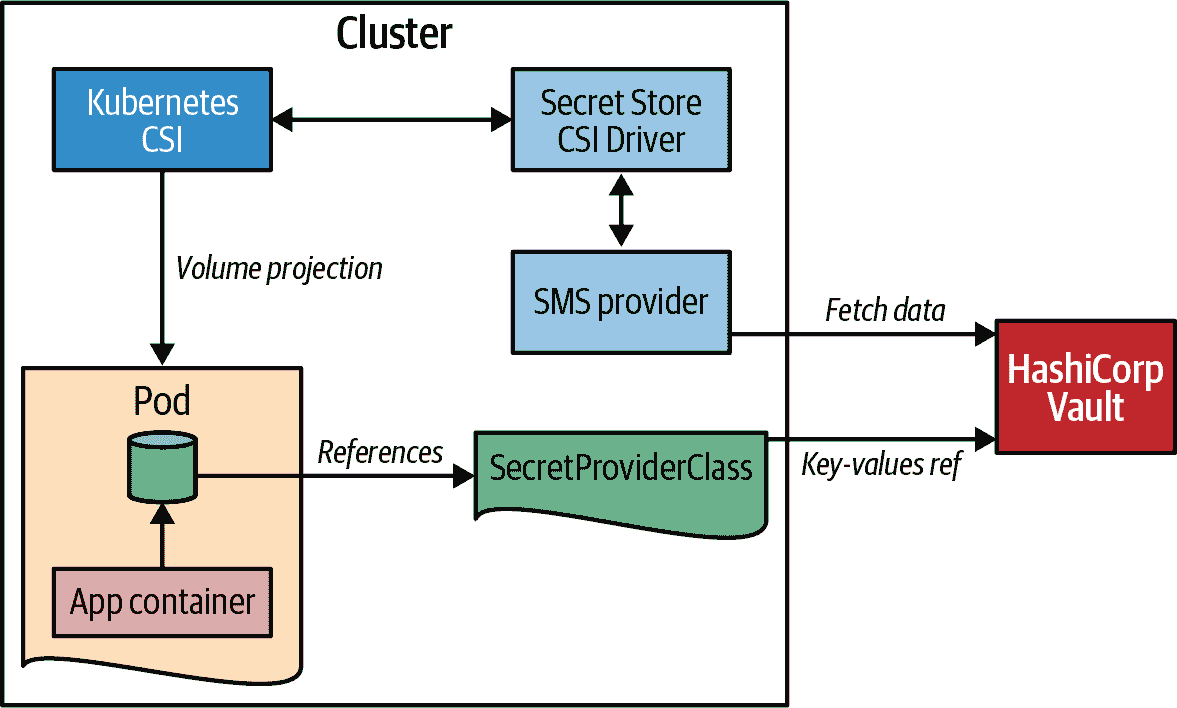 Cluster
Kubernetes
CSI
Secret Store
CSI Driver
Volume projection
SMS provider
Fetch data
HashiCorp
Vault
Pod
References
SecretProviderClass
Key-values ref
App container